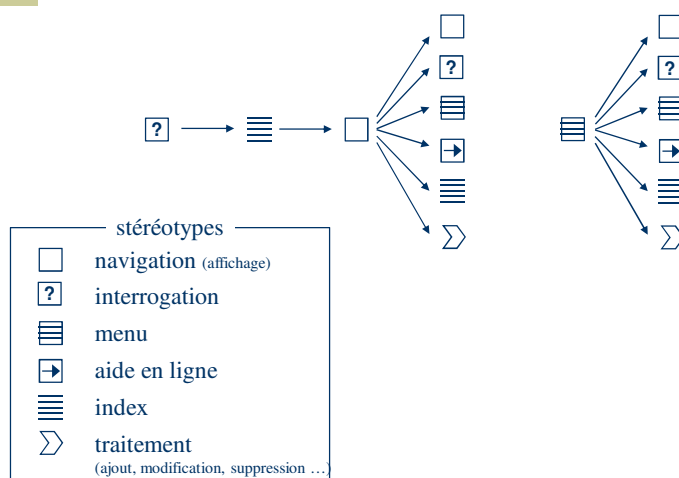 ?
?
?
stéréotypes
navigation (affichage)
? interrogation
menu
aide en ligne
index
traitement
(ajout, modification, suppression …)